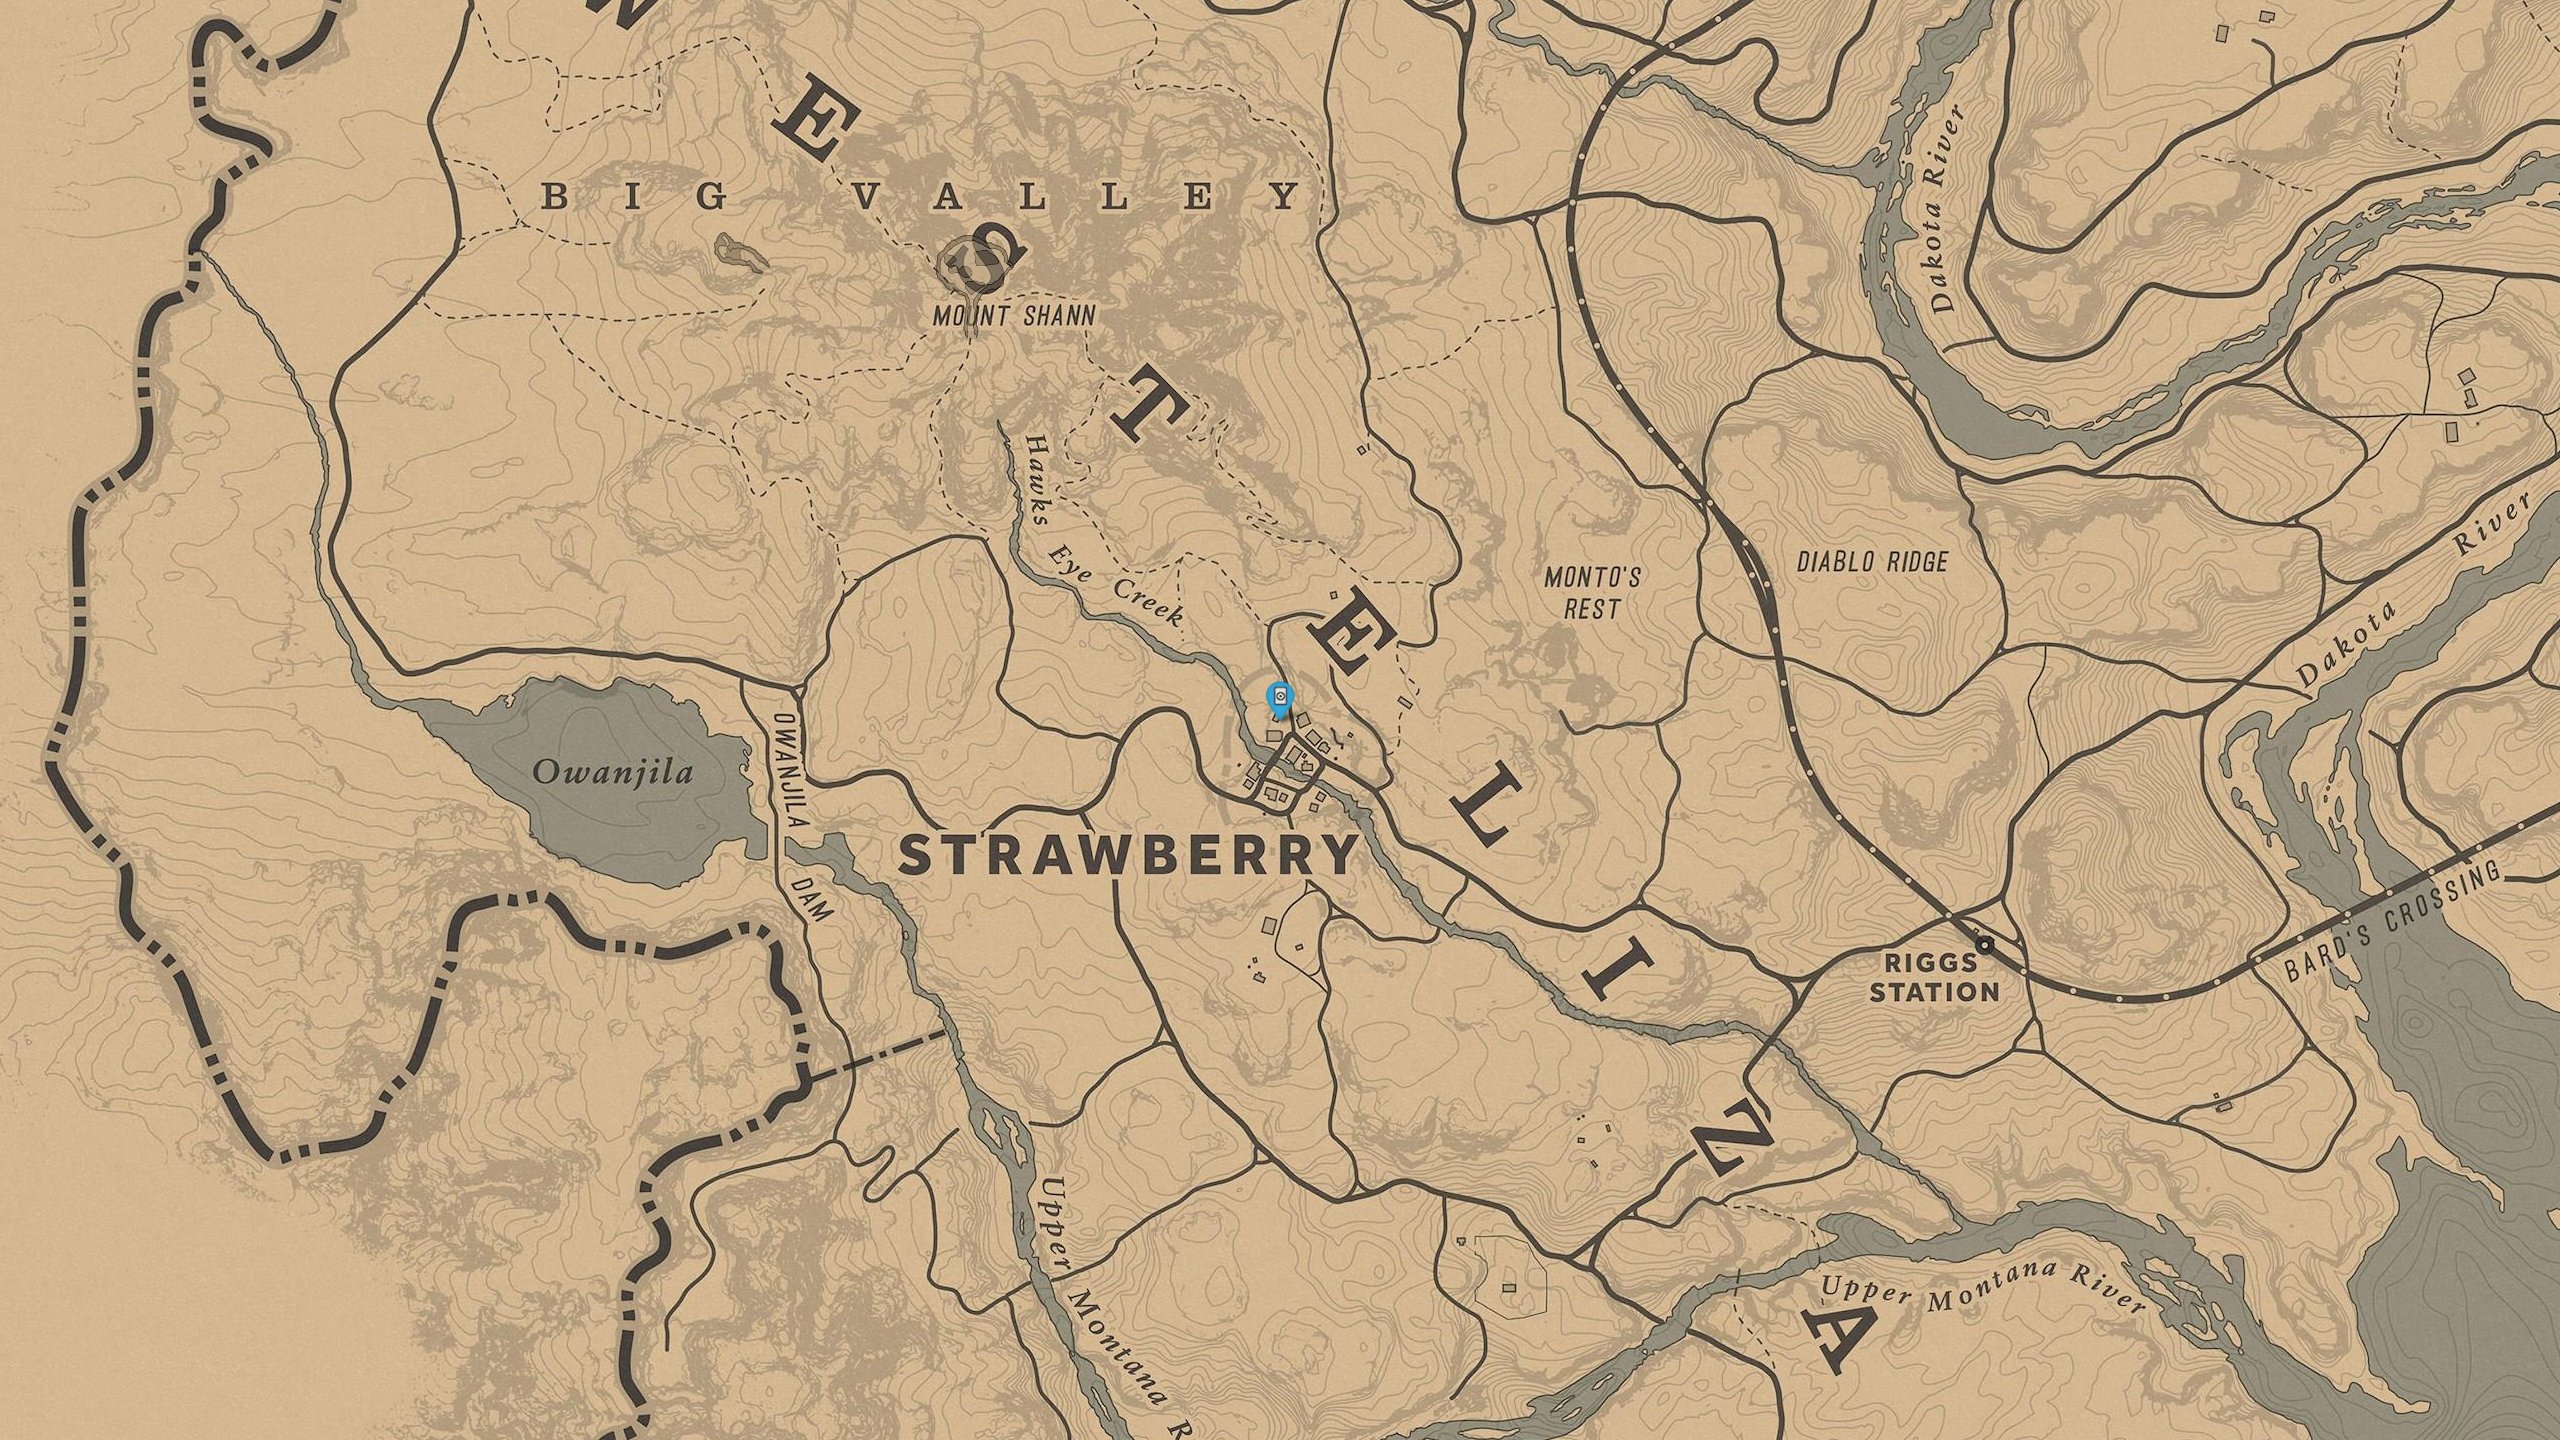 W E S T E L I Z A
BIG VALLEY
MOUNT SHANN
Hawks Eye Creek
Dakota River
MONTO'S
REST
DIABLO RIDGE
Dakota River
Owanjila
OWANJILA DAM
STRAWBERRY
RIGGS
STATION
BARD'S CROSSING
Upper Montana River
Upper Montana R